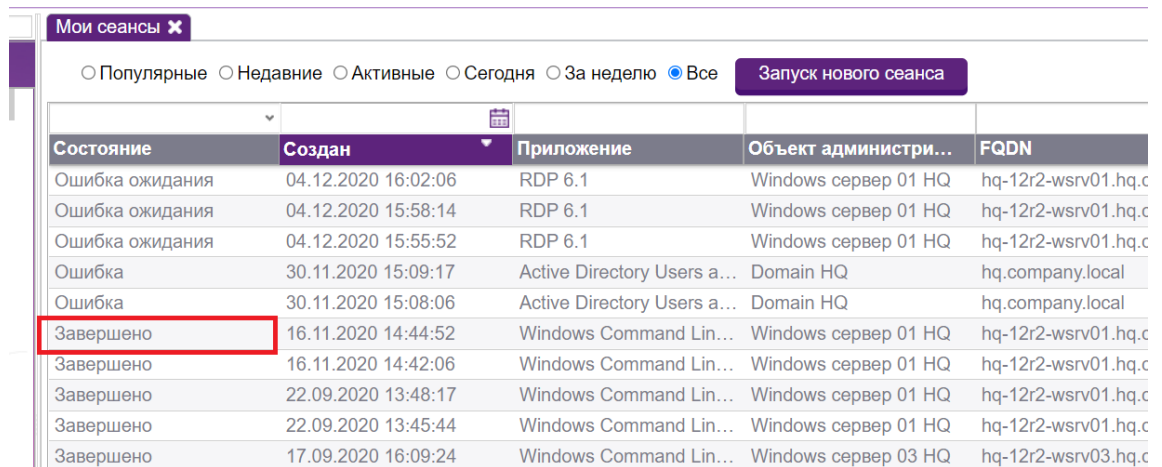 Мои сеансы
Популярные Недавние Активные Сегодня За неделю Все Запуск нового сеанса
Состояние Создан Приложение Объект администри... FQDN
Ошибка ожидания 04.12.2020 16:02:06 RDP 6.1 Windows сервер 01 HQ hq-12r2-wsrv01.hq.c
Ошибка ожидания 04.12.2020 15:58:14 RDP 6.1 Windows сервер 01 HQ hq-12r2-wsrv01.hq.c
Ошибка ожидания 04.12.2020 15:55:52 RDP 6.1 Windows сервер 01 HQ hq-12r2-wsrv01.hq.c
Ошибка 30.11.2020 15:09:17 Active Directory Users a... Domain HQ hq.company.local
Ошибка 30.11.2020 15:08:06 Active Directory Users a... Domain HQ hq.company.local
Завершено 16.11.2020 14:44:52 Windows Command Lin... Windows сервер 01 HQ hq-12r2-wsrv01.hq.c
Завершено 16.11.2020 14:42:06 Windows Command Lin... Windows сервер 01 HQ hq-12r2-wsrv01.hq.c
Завершено 22.09.2020 13:48:17 Windows Command Lin... Windows сервер 01 HQ hq-12r2-wsrv01.hq.c
Завершено 22.09.2020 13:45:44 Windows Command Lin... Windows сервер 01 HQ hq-12r2-wsrv01.hq.c
Завершено 17.09.2020 16:09:24 Windows Command Lin... Windows сервер 03 HQ hq-12r2-wsrv03.hq.c